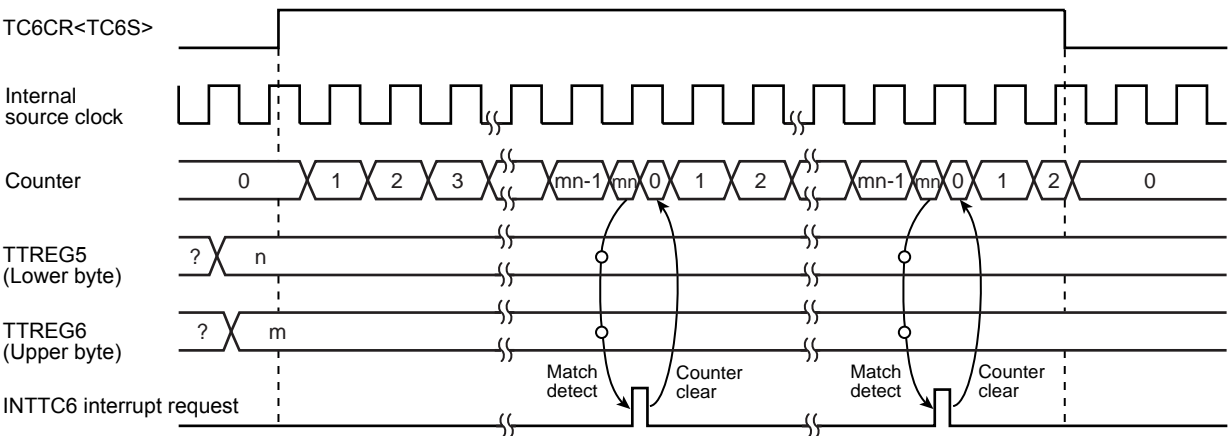 TC6CR<TC6S>
Internal
source clock
Counter
0 1 2 3 mn-1 mn 0 1 2 mn-1 mn 0 1 2 0
TTREG5
(Lower byte)
? n
TTREG6
(Upper byte)
? m
Match
detect
Counter
clear
Match
detect
Counter
clear
INTTC6 interrupt request